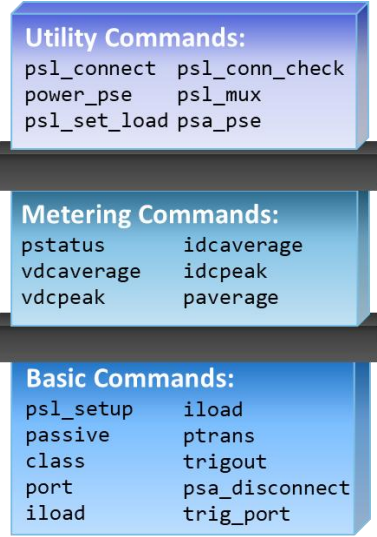 Utility Commands:
psl_connect psl_conn_check
power_pse psl_mux
psl_set_load psa_pse
Metering Commands:
pstatus idcaverage
vdcaverage idcpeak
vdcpeak paverage
Basic Commands:
psl_setup iload
passive ptrans
class trigout
port psa_disconnect
iload trig_port